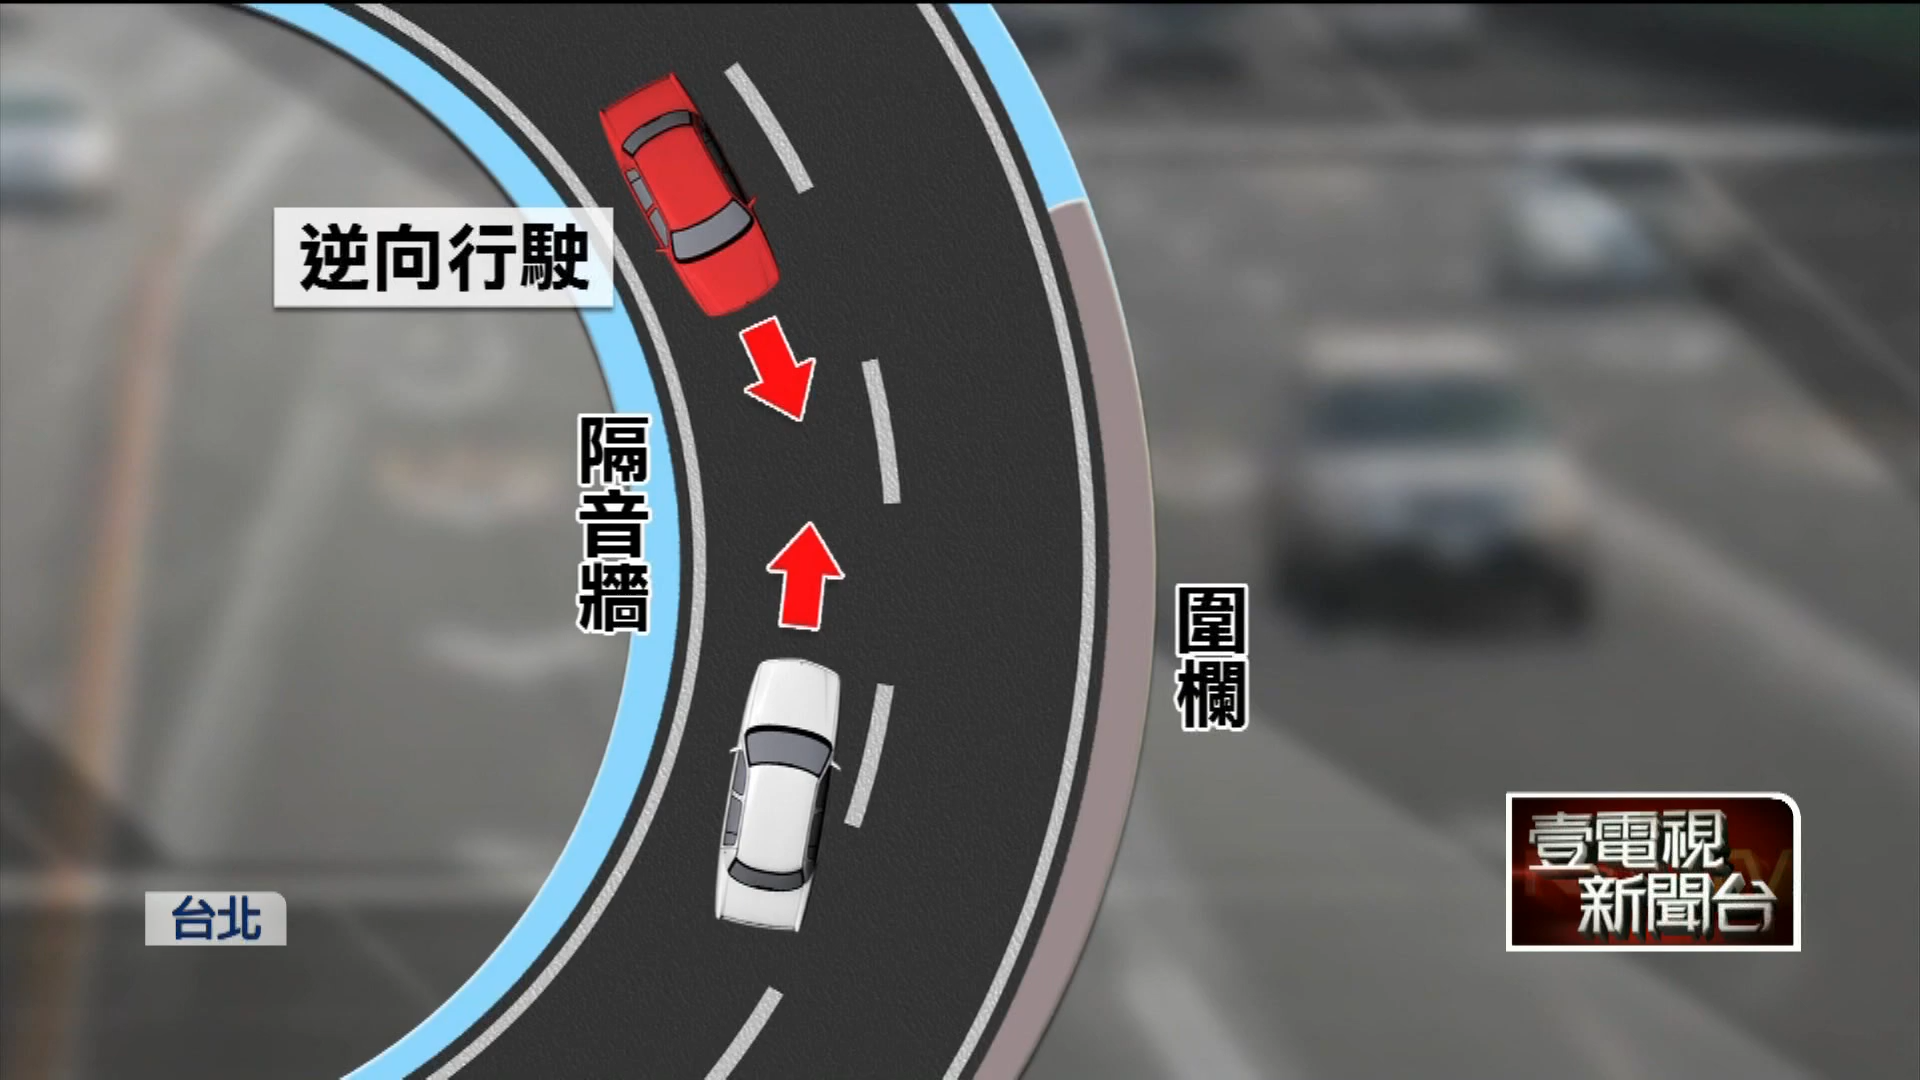 逆向行駛
隔音牆
圍欄
台北
壹電視
新聞台